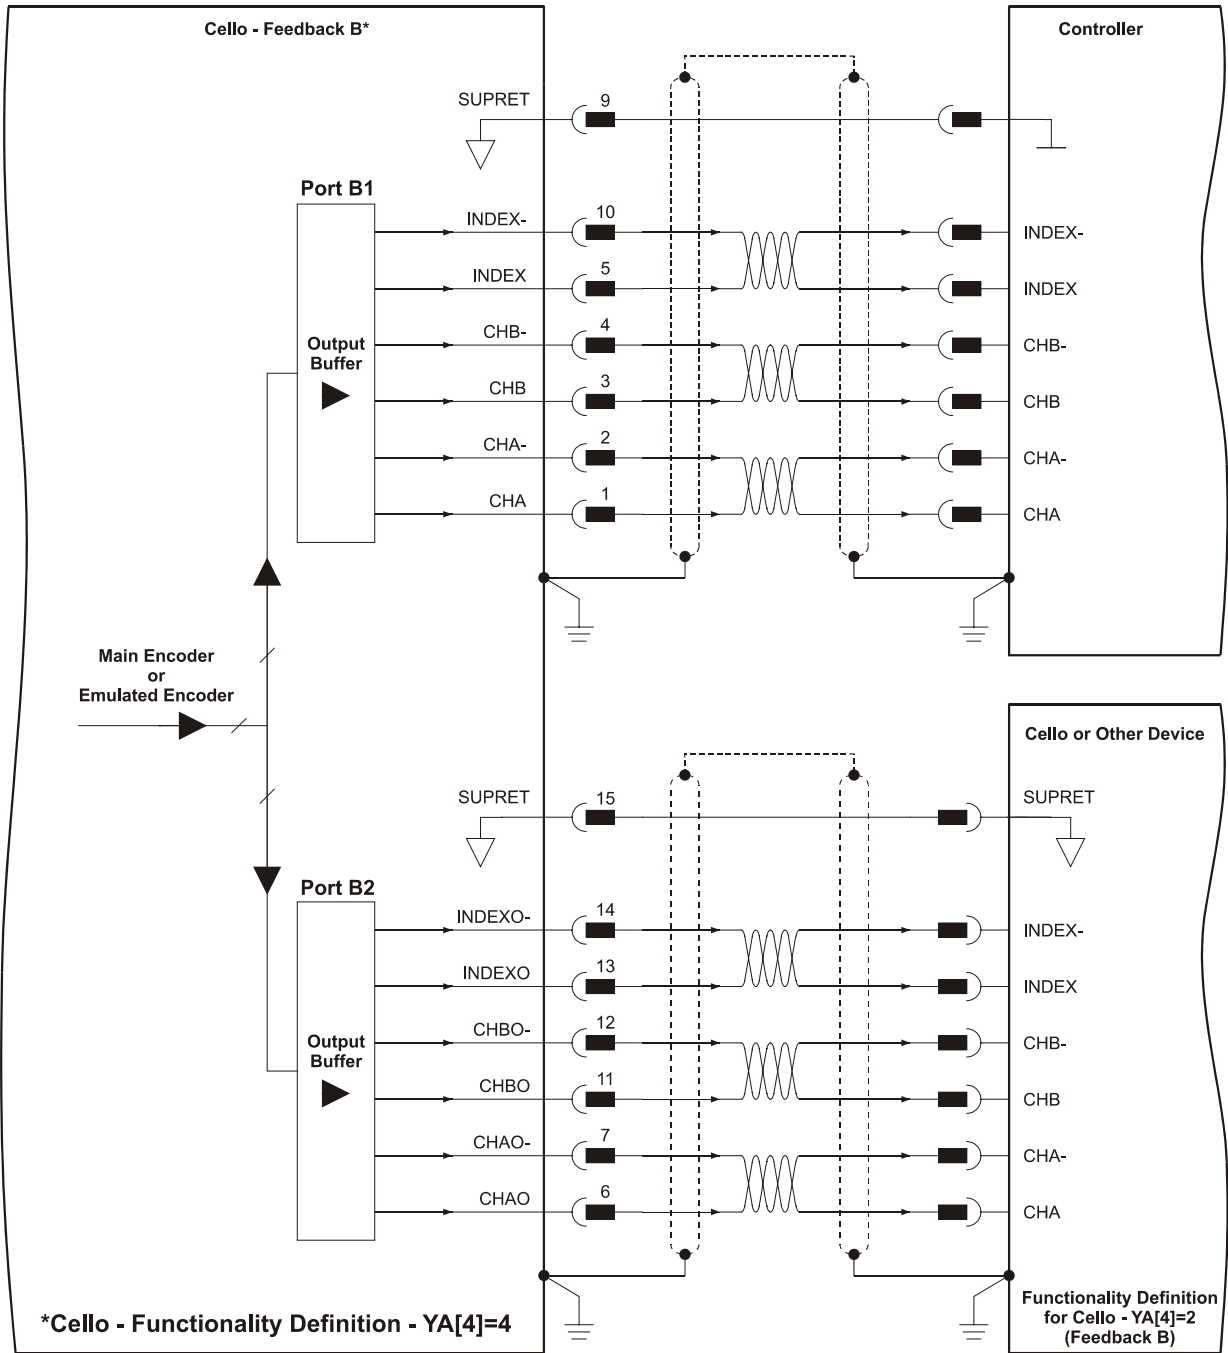 Cello - Feedback B*
Controller
SUPRET
9
Port B1
INDEX-
10
INDEX-
INDEX
5
INDEX
CHB-
4
CHB-
Output
Buffer
CHB
3
CHB
CHA-
2
CHA-
CHA
1
CHA
Main Encoder
or
Emulated Encoder
Cello or Other Device
SUPRET
15
SUPRET
Port B2
INDEXO-
14
INDEX-
INDEXO
13
INDEX
CHBO-
12
CHB-
Output
Buffer
CHBO
11
CHB
CHAO-
7
CHA-
CHAO
6
CHA
*Cello - Functionality Definition - YA[4]=4
Functionality Definition
for Cello - YA[4]=2
(Feedback B)